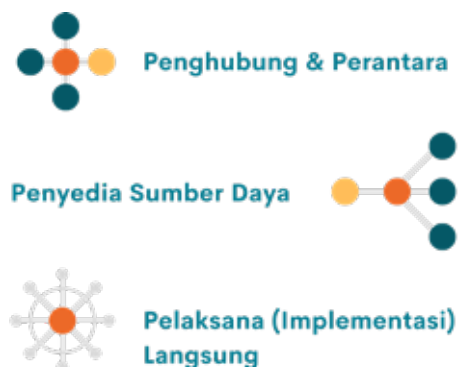 Penghubung & Perantara
Penyedia Sumber Daya
Pelaksana (Implementasi)
Langsung